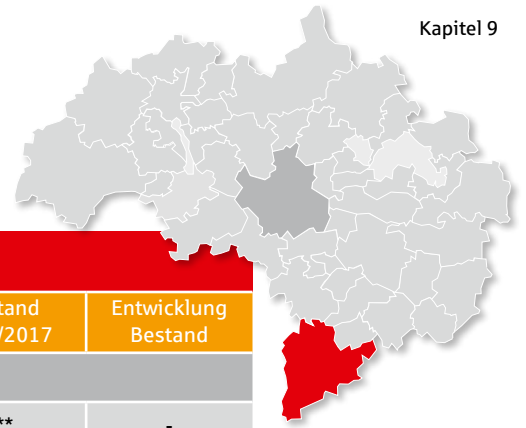 Kapitel 9
tand Entwicklung
/2017 Bestand
** -